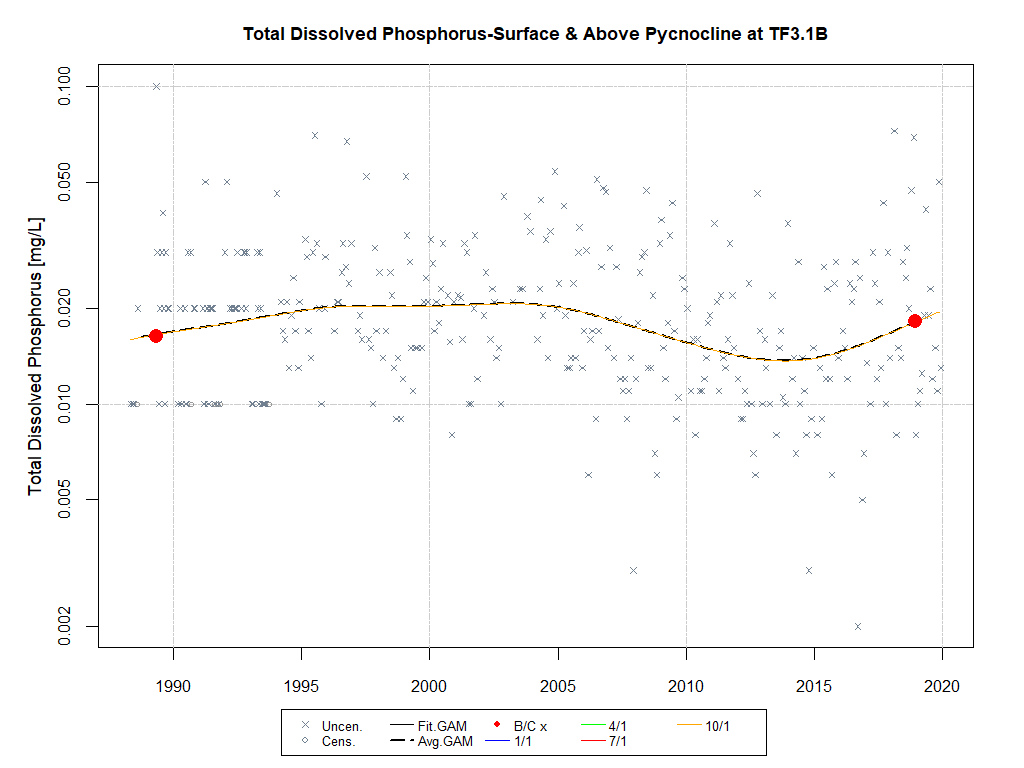 Total Dissolved Phosphorus-Surface & Above Pycnocline at TF3.1B
Total Dissolved Phosphorus [mg/L]
0.100
0.050
0.020
0.010
0.005
0.002
1990 1995 2000 2005 2010 2015 2020
Uncen. Fit.GAM B/C x 4/1 10/1
Cens. Avg.GAM 1/1 7/1